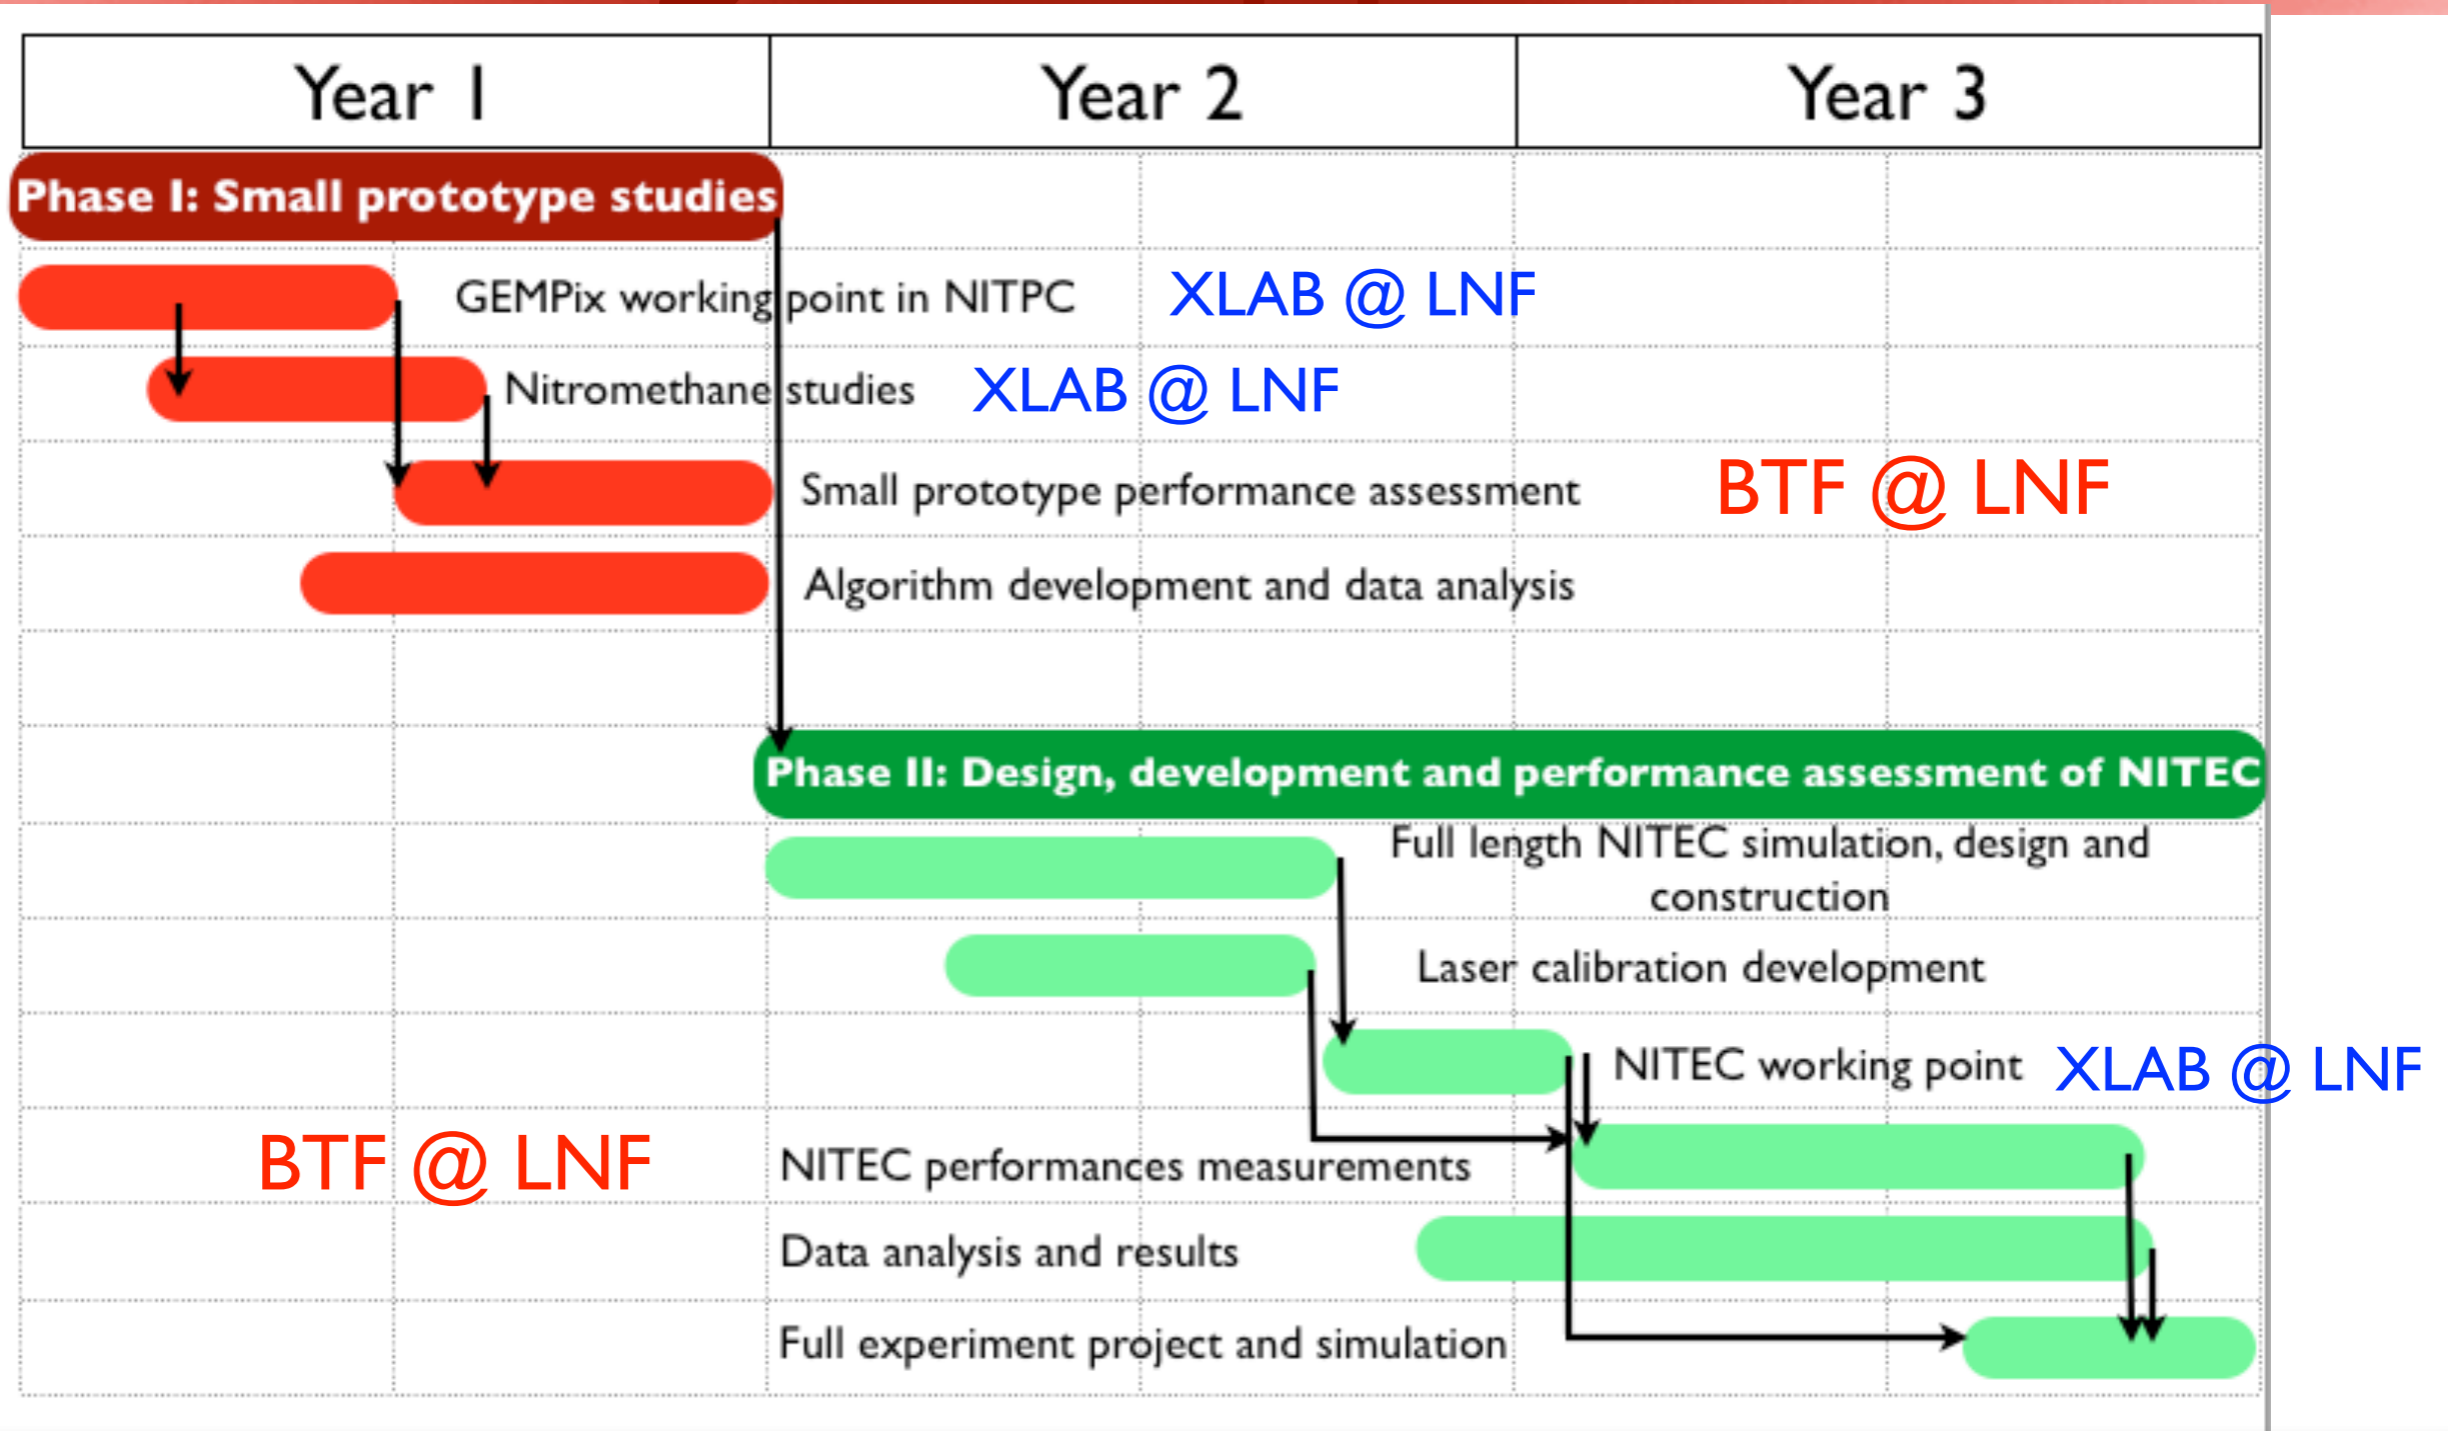 Year 1 Year 2 Year 3
Phase I: Small prototype studies
GEMPix working point in NITPC XLAB @ LNF
Nitromethane studies XLAB @ LNF
Small prototype performance assessment BTF @ LNF
Algorithm development and data analysis
Phase II: Design, development and performance assessment of NITEC
Full length NITEC simulation, design and
construction
Laser calibration development
NITEC working point XLAB @ LNF
BTF @ LNF NITEC performances measurements
Data analysis and results
Full experiment project and simulation